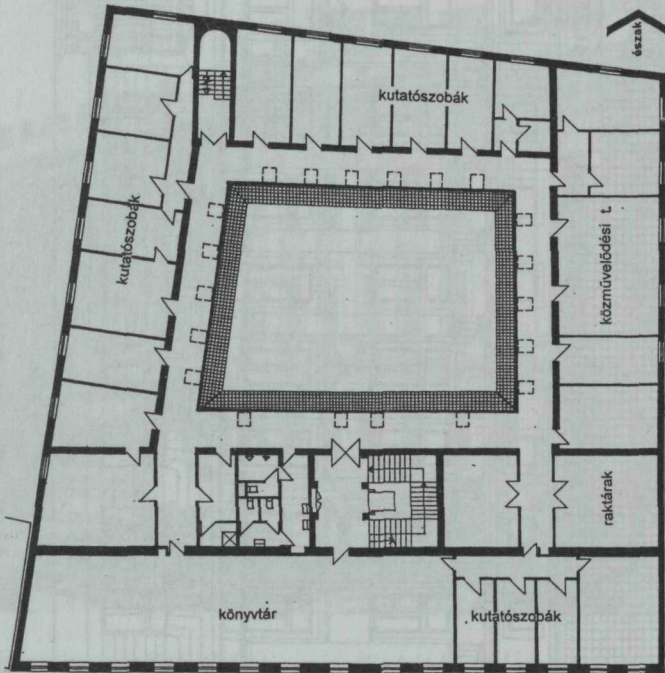 észak
kutatószobák
kutatószobák
közművelődési t.
raktárak
könyvtár
kutatószobák